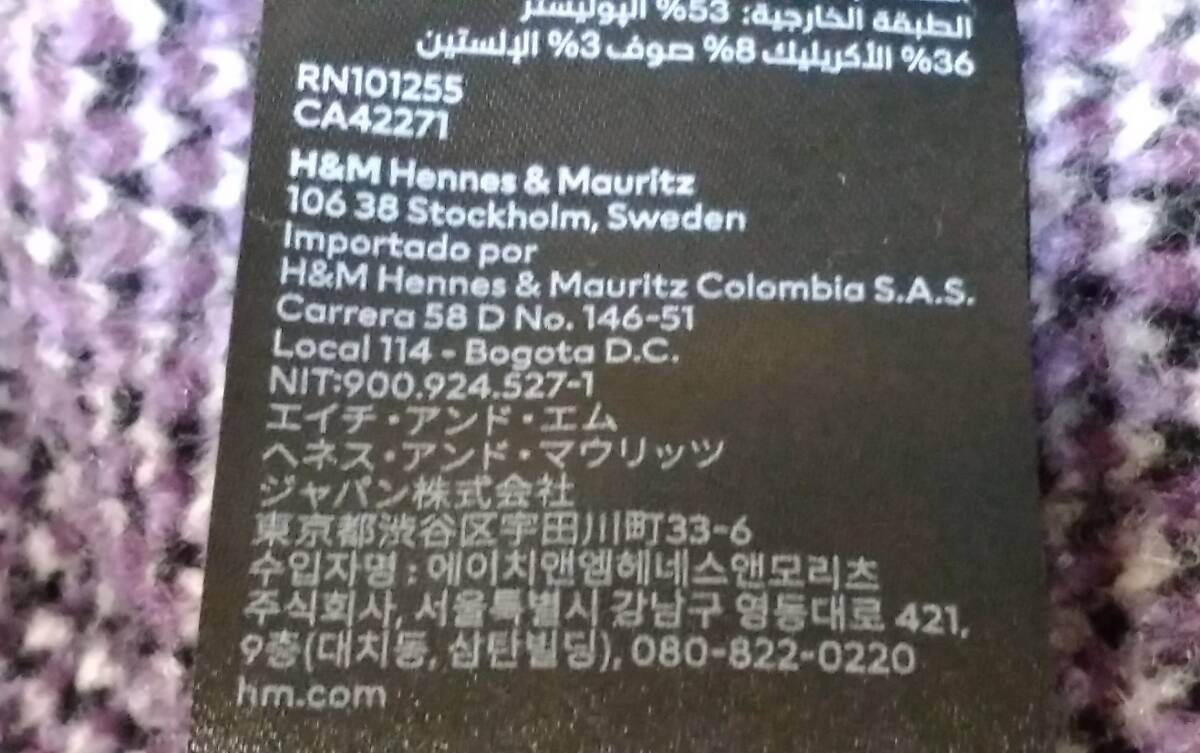 الطبقة الخارجية: 53% البوليستر
36% الأكريليك 8% صوف 3% الإلستين
RN101255
CA42271
H&M Hennes & Mauritz
106 38 Stockholm, Sweden
Importado por
H&M Hennes & Mauritz Colombia S.A.S.
Carrera 58 D No. 146-51
Local 114 - Bogota D.C.
NIT:900.924.527-1
エイチ・アンド・エム
ヘネス・アンド・マウリッツ
ジャパン株式会社
東京都渋谷区宇田川町33-6
수입자명 : 에이치앤엠헤네스앤모리츠
주식회사, 서울특별시 강남구 영동대로 421,
9층(대치동, 삼탄빌딩), 080-822-0220
hm.com